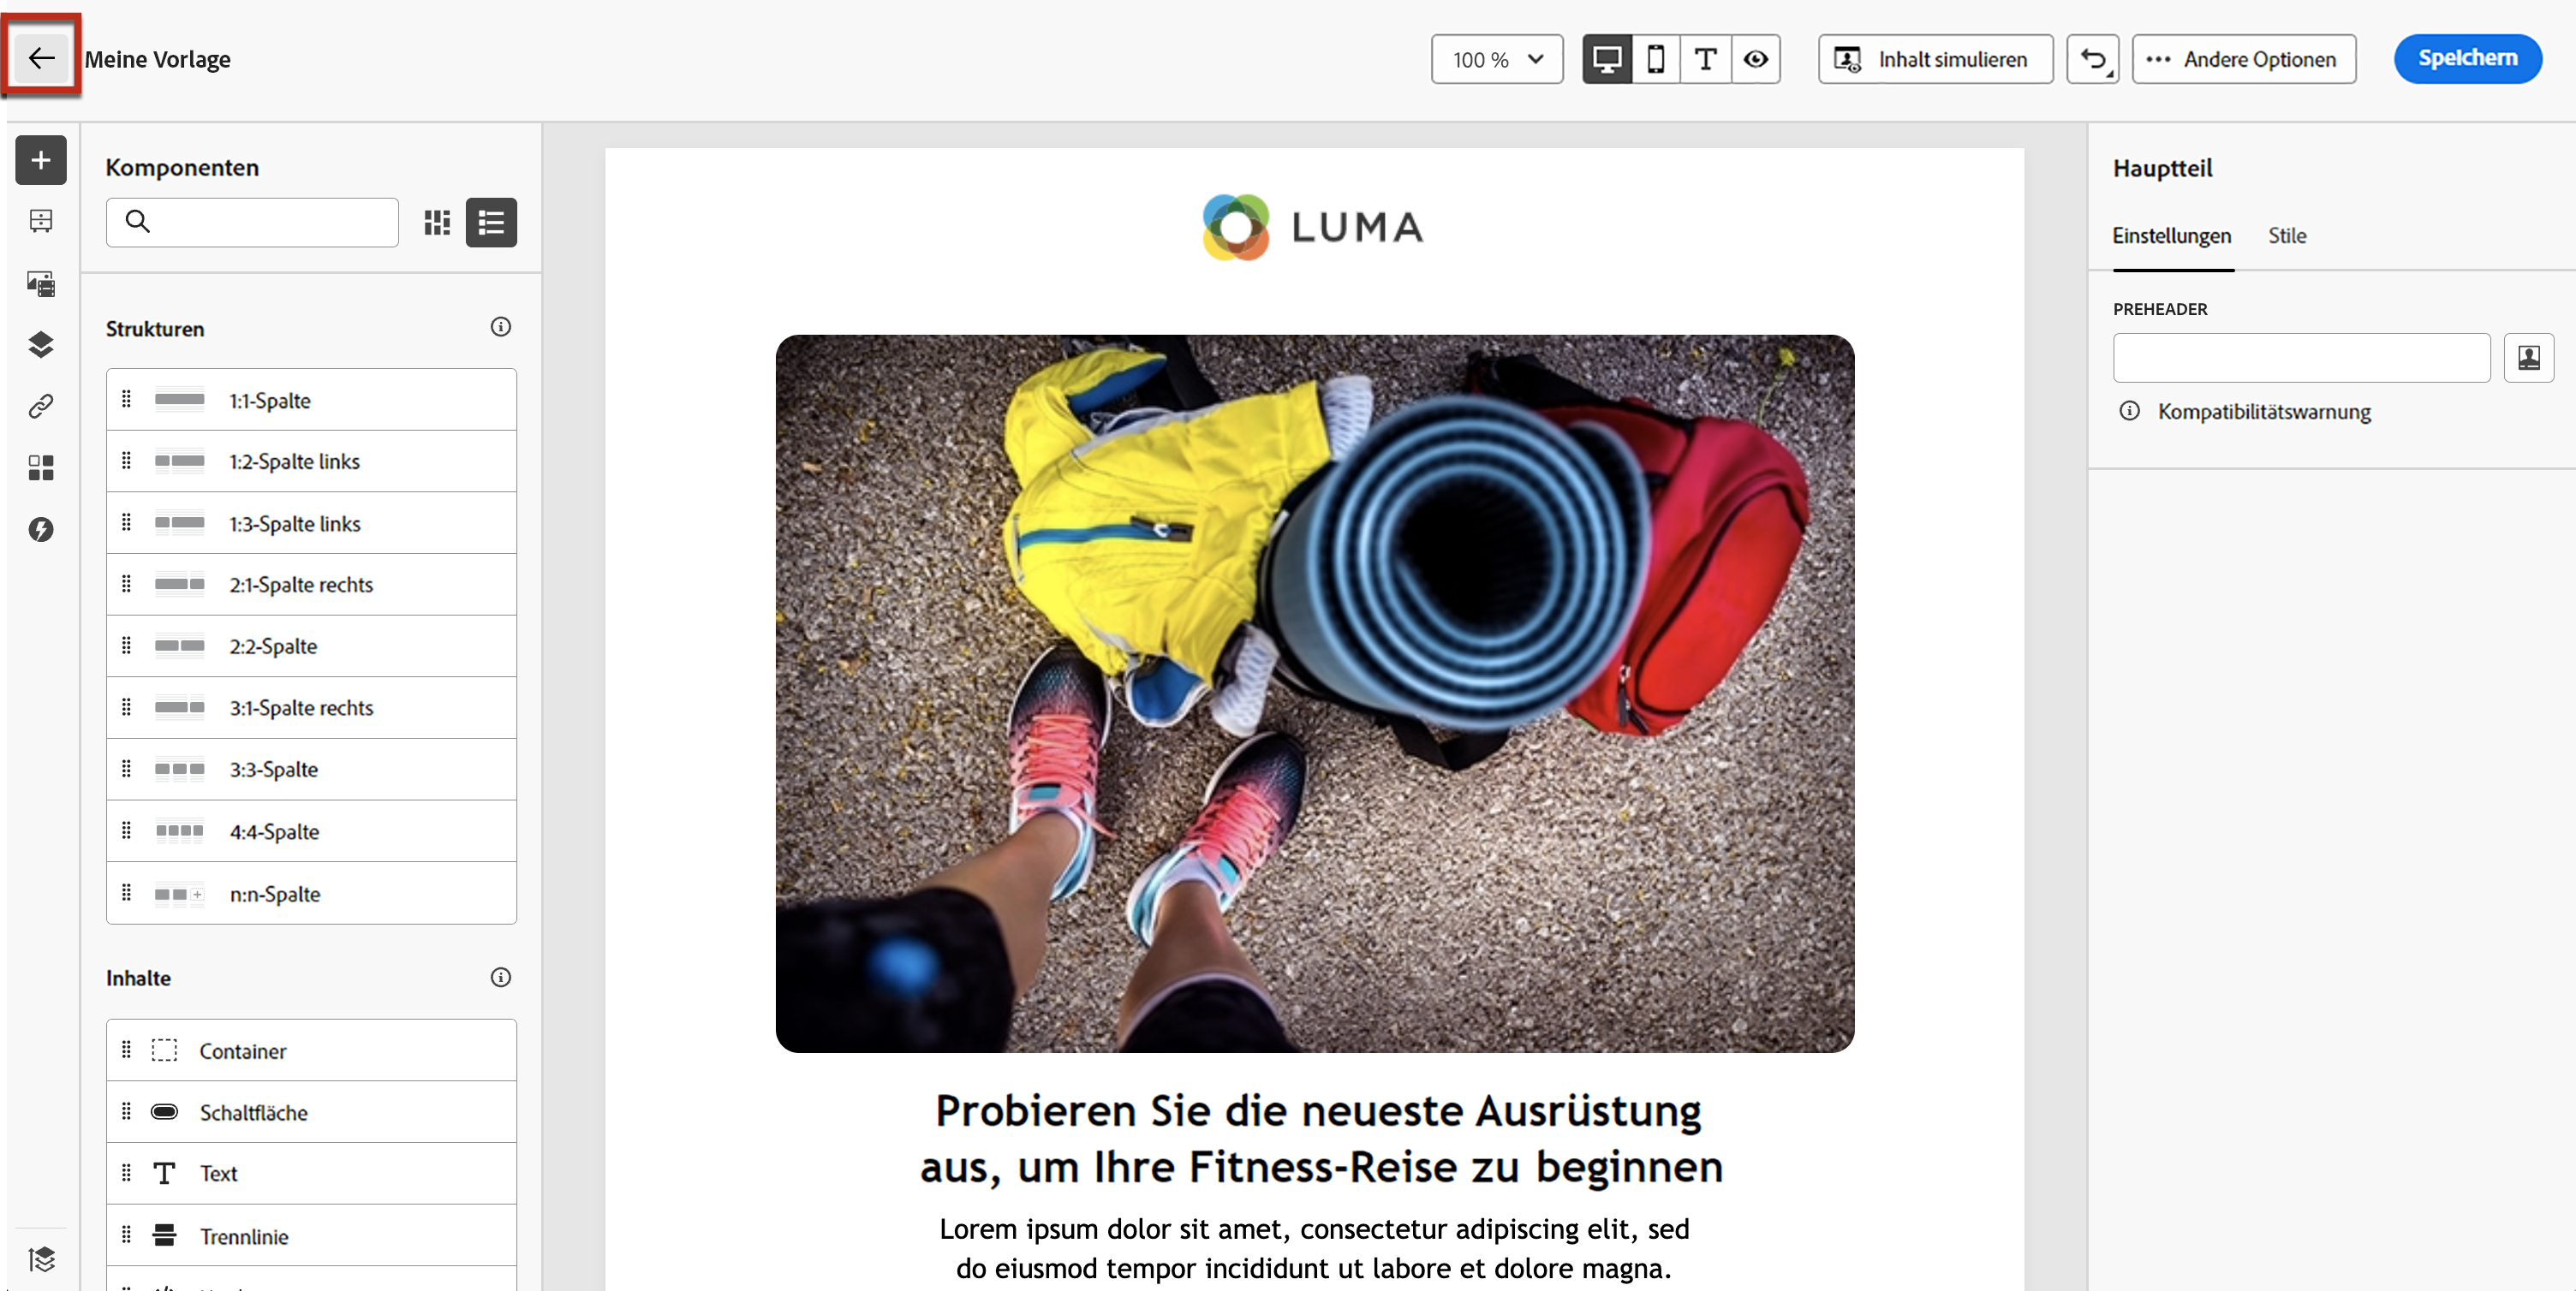 Meine Vorlage
100 %
Inhalt simulieren
Andere Optionen
Speichern
Komponenten
Strukturen
1:1-Spalte
1:2-Spalte links
1:3-Spalte links
2:1-Spalte rechts
2:2-Spalte
3:1-Spalte rechts
3:3-Spalte
4:4-Spalte
n:n-Spalte
Inhalte
Container
Schaltfläche
Text
Trennlinie
LUMA
Probieren Sie die neueste Ausrüstung
aus, um Ihre Fitness-Reise zu beginnen
Lorem ipsum dolor sit amet, consectetur adipiscing elit, sed
do eiusmod tempor incididunt ut labore et dolore magna.
Hauptteil
Einstellungen Stile
PREHEADER
Kompatibilitätswarnung